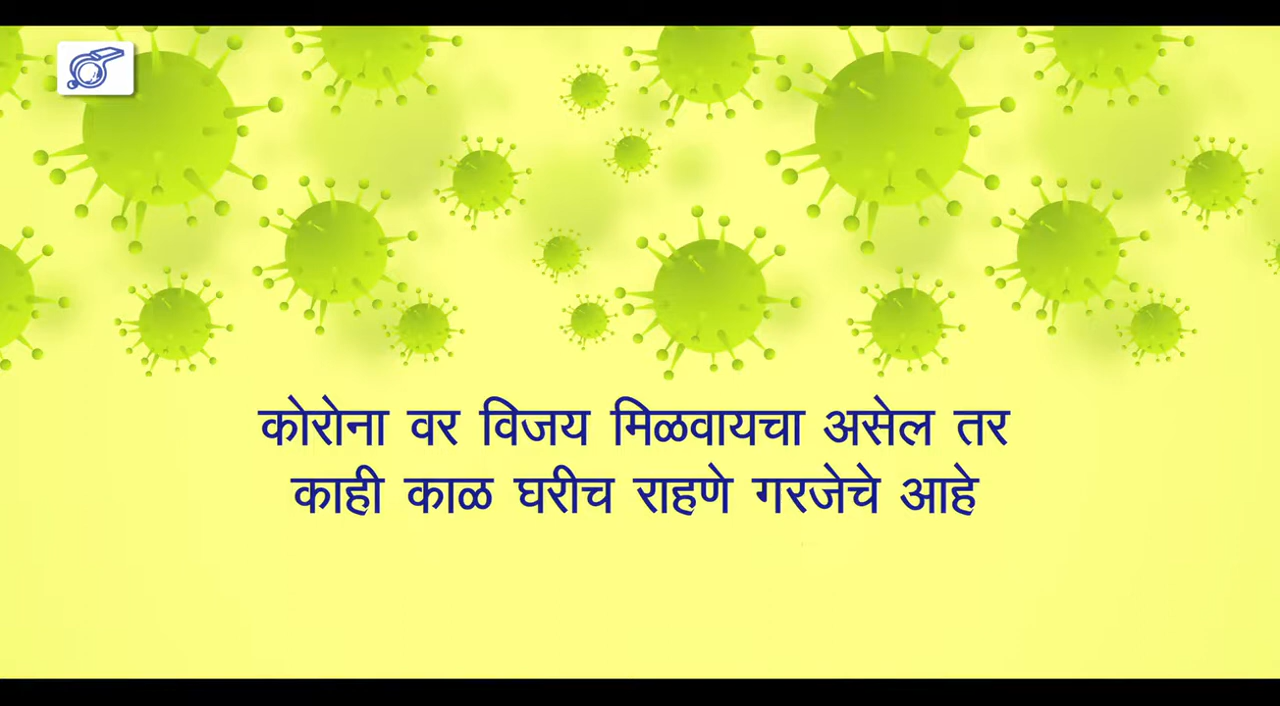 कोरोना वर विजय मिळवायचा असेल तर
काही काळ घरीच राहणे गरजेचे आहे